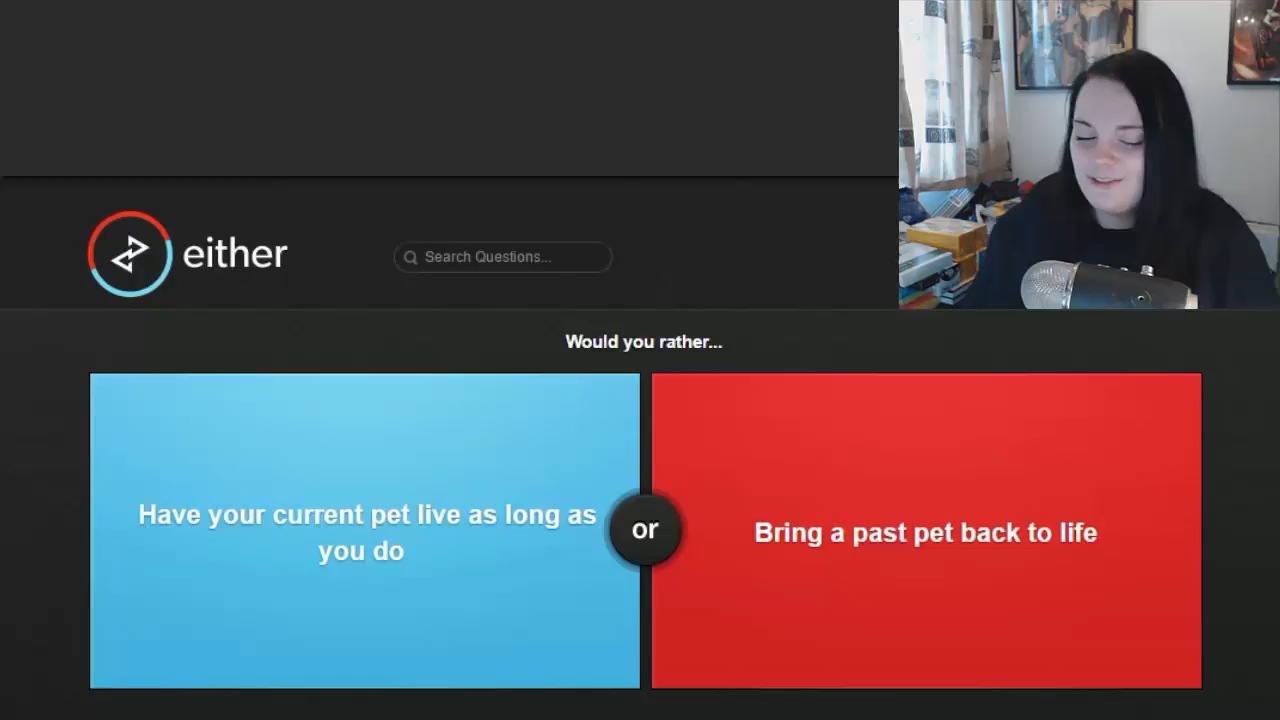 either
Search Questions...
Would you rather...
Have your current pet live as long as
you do
or
Bring a past pet back to life